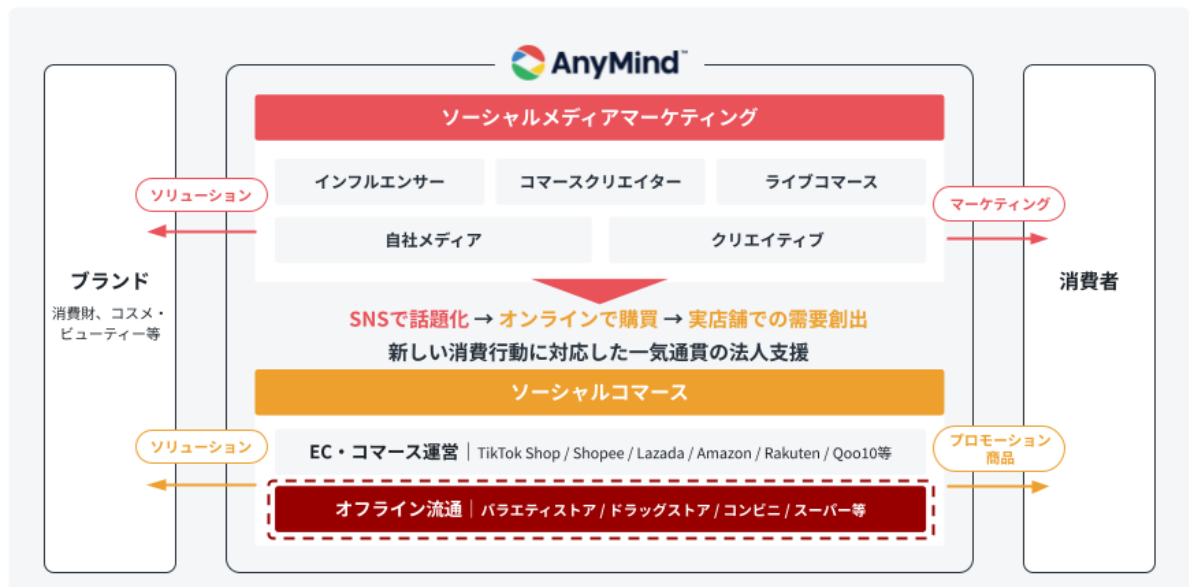 AnyMind™
ソーシャルメディアマーケティング
インフルエンサー
コマースクリエイター
ライブコマース
ソリューション
マーケティング
自社メディア
クリエイティブ
ブランド
消費財、コスメ・
ビューティー等
消費者
SNSで話題化 → オンラインで購買 → 実店舗での需要創出
新しい消費行動に対応した一気通貫の法人支援
ソーシャルコマース
ソリューション
EC・コマース運営｜TikTok Shop / Shopee / Lazada / Amazon / Rakuten / Qoo10等
プロモーション
商品
オフライン流通｜バラエティストア / ドラッグストア / コンビニ / スーパー等